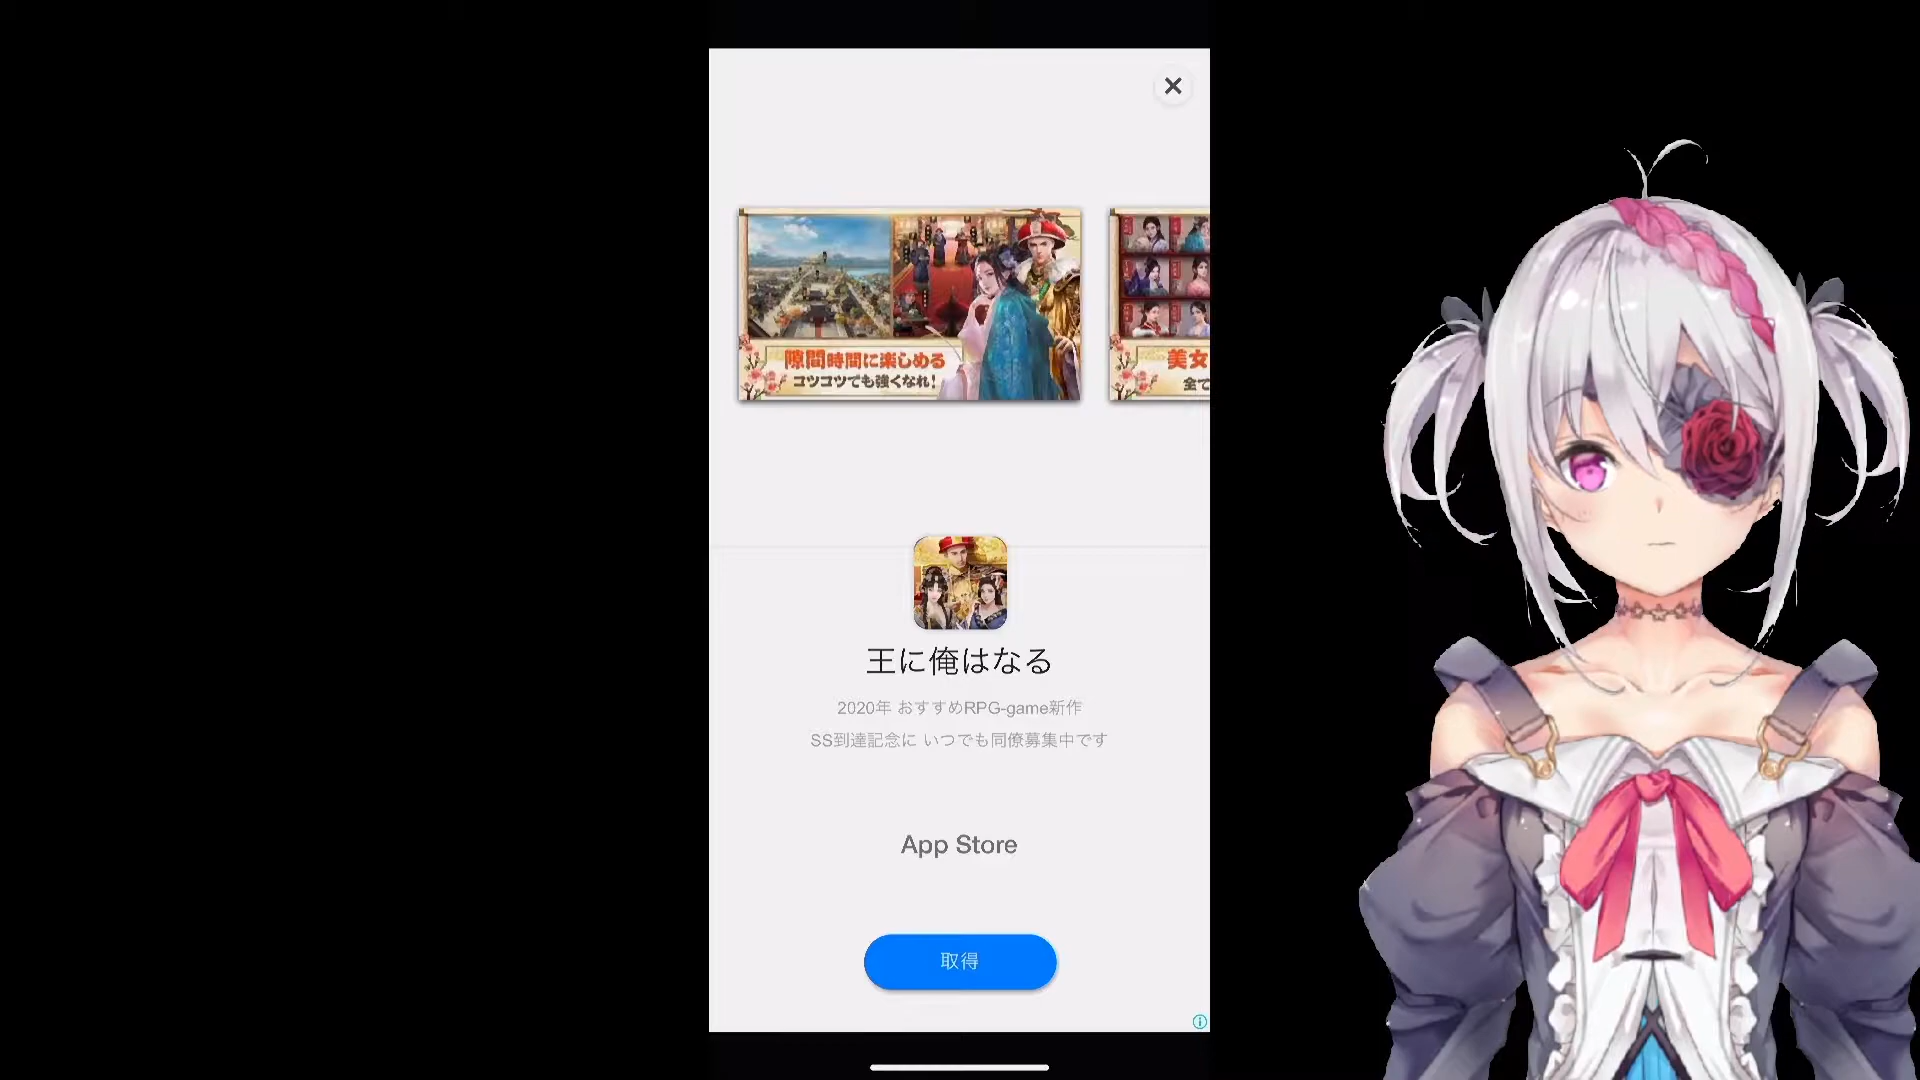 隙間時間に楽しめる
コツコツでも強くなれ!
美女
全て
王に俺はなる
2020年 おすすめRPG-game新作
SS到達記念に いつでも同僚募集中です
App Store
取得